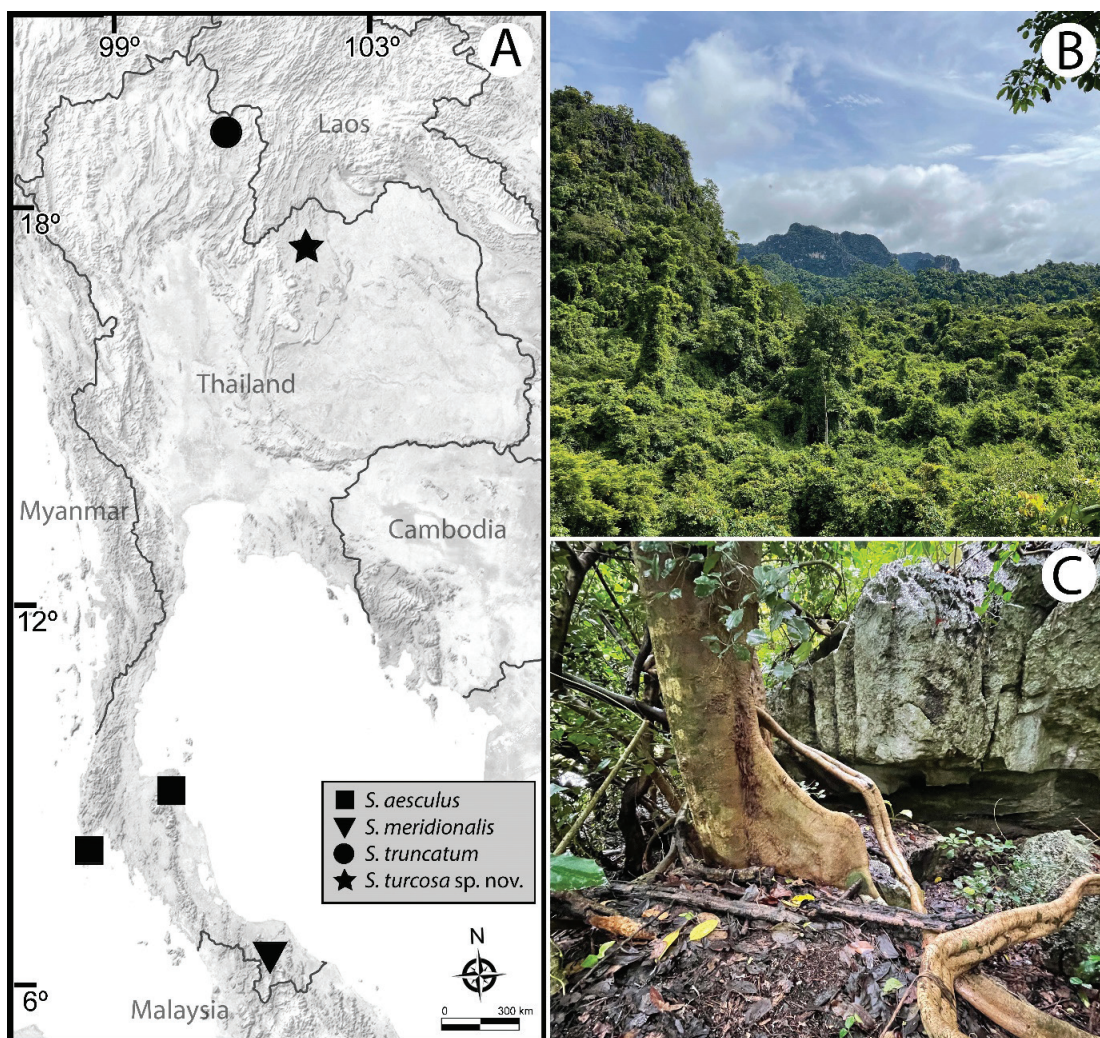 A
99º
103º
Laos
18º
Thailand
Myanmar
Cambodia
12º
S. aesculus
S. meridionalis
S. truncatum
S. turcosa sp. nov.
N
6º
Malaysia
0
300 km
B
C